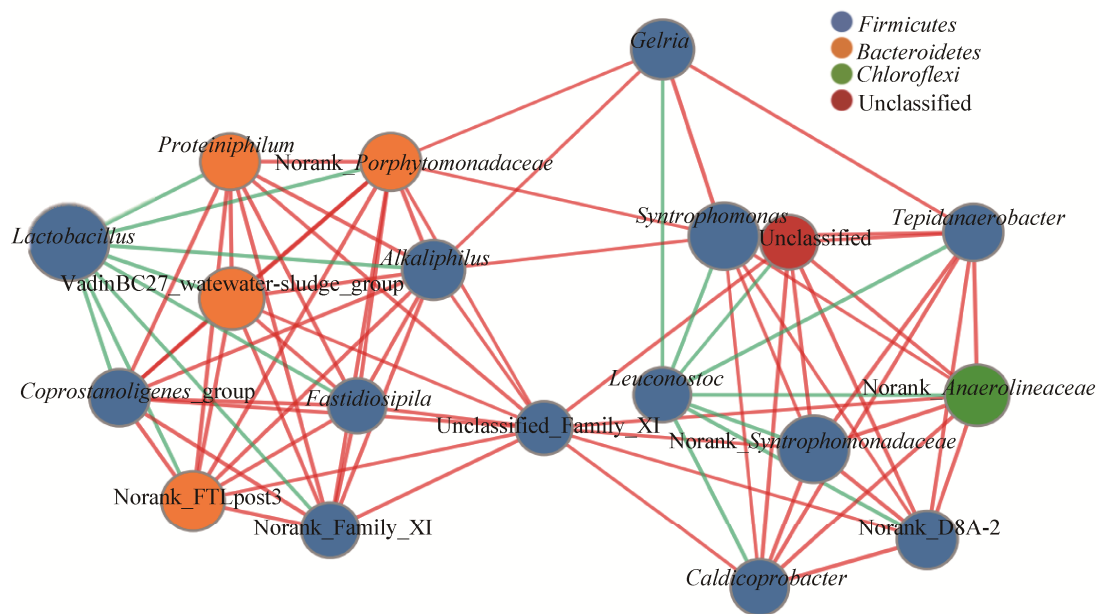 Gelria
Firmicutes
Bacteroidetes
Chloroflexi
Unclassified
Proteiniphilum
Norank_Porphytomonadaceae
Lactobacillus
Alkaliphilus
Syntrophomonas
Unclassified
Tepidanaerobacter
VadinBC27_watewater-sludge_group
Coprostanoligenes_group
Fastidiosipila
Leuconostoc
Norank_Anaerolineaceae
Unclassified_Family_XI
Norank_Syntrophomonadaceae
Norank_FTLpost3
Norank_Family_XI
Norank_D8A-2
Caldicoprobacter